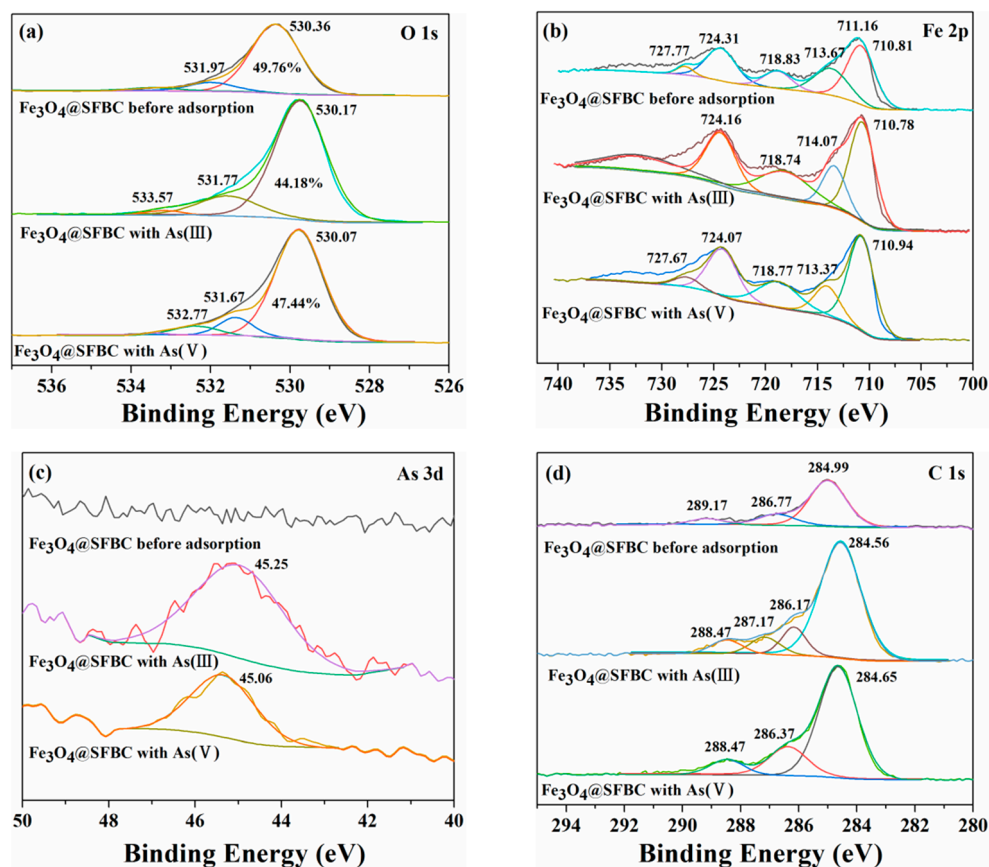 (a)
O 1s
530.36
531.97
49.76%
Fe3O4@SFBC before adsorption
530.17
531.77
533.57
44.18%
Fe3O4@SFBC with As(Ⅲ)
530.07
531.67
532.77
47.44%
Fe3O4@SFBC with As(Ⅴ)
536 534 532 530 528 526
Binding Energy (eV)
(b)
Fe 2p
711.16
724.31
727.77 718.83 713.67 710.81
Fe3O4@SFBC before adsorption
724.16 714.07 710.78
718.74
Fe3O4@SFBC with As(Ⅲ)
724.07
727.67 718.77 713.37 710.94
Fe3O4@SFBC with As(Ⅴ)
740 735 730 725 720 715 710 705 700
Binding Energy (eV)
(c)
As 3d
Fe3O4@SFBC before adsorption
45.25
Fe3O4@SFBC with As(Ⅲ)
45.06
Fe3O4@SFBC with As(Ⅴ)
50 48 46 44 42 40
Binding Energy (eV)
(d)
C 1s
284.99
289.17 286.77
Fe3O4@SFBC before adsorption
284.56
286.17
287.17
288.47
Fe3O4@SFBC with As(Ⅲ)
284.65
286.37
288.47
Fe3O4@SFBC with As(Ⅴ)
294 292 290 288 286 284 282 280
Binding Energy (eV)